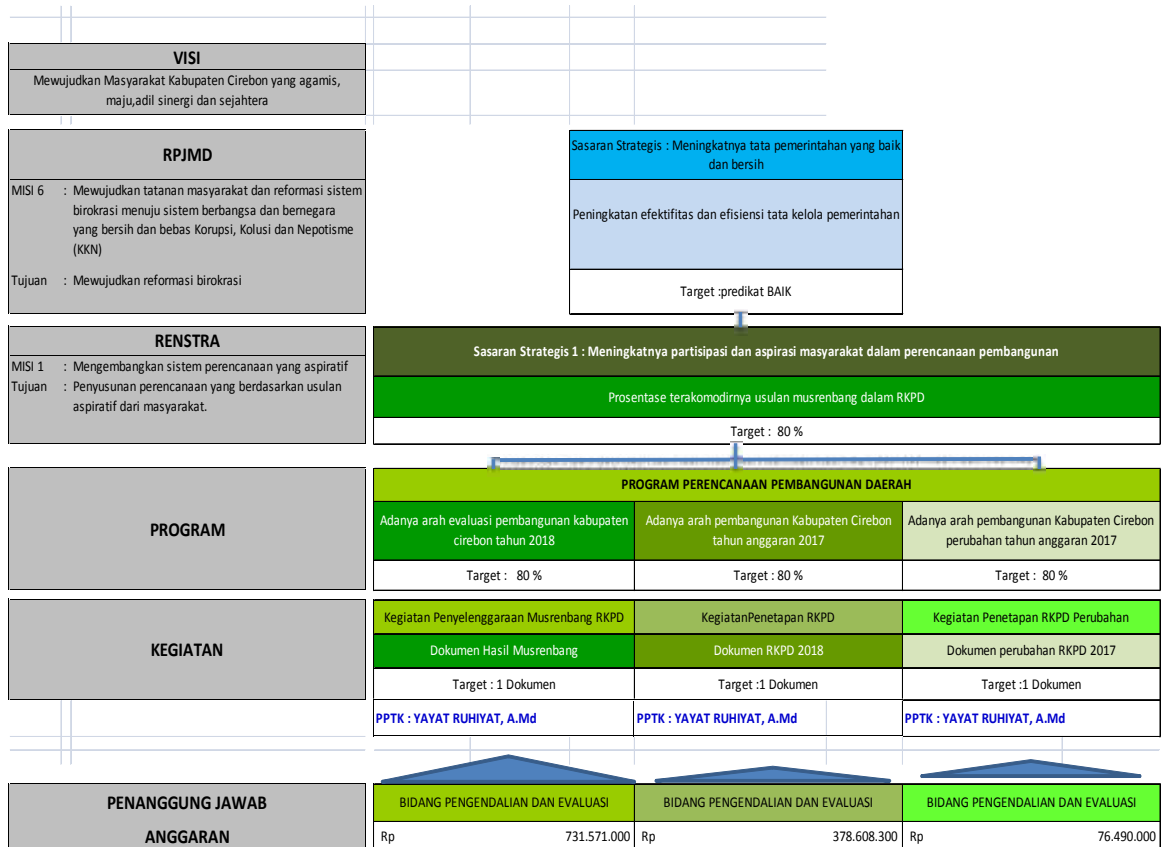 VISI
Mewujudkan Masyarakat Kabupaten Cirebon yang agamis,
maju,adil sinergi dan sejahtera
RPJMD
MISI 6 : Mewujudkan tatanan masyarakat dan reformasi sistem
birokrasi menuju sistem berbangsa dan bernegara
yang bersih dan bebas Korupsi, Kolusi dan Nepotisme
(KKN)
Tujuan : Mewujudkan reformasi birokrasi
Sasaran Strategis : Meningkatnya tata pemerintahan yang baik
dan bersih
Peningkatan efektifitas dan efisiensi tata kelola pemerintahan
Target :predikat BAIK
RENSTRA
MISI 1 : Mengembangkan sistem perencanaan yang aspiratif
Tujuan : Penyusunan perencanaan yang berdasarkan usulan
aspiratif dari masyarakat.
Sasaran Strategis 1 : Meningkatnya partisipasi dan aspirasi masyarakat dalam perencanaan pembangunan
Prosentase terakomodirnya usulan musrenbang dalam RKPD
Target : 80 %
PROGRAM
PROGRAM PERENCANAAN PEMBANGUNAN DAERAH
Adanya arah evaluasi pembangunan kabupaten
cirebon tahun 2018
Adanya arah pembangunan Kabupaten Cirebon
tahun anggaran 2017
Adanya arah pembangunan Kabupaten Cirebon
perubahan tahun anggaran 2017
Target : 80 %
Target : 80 %
Target : 80 %
KEGIATAN
Kegiatan Penyelenggaraan Musrenbang RKPD
KegiatanPenetapan RKPD
Kegiatan Penetapan RKPD Perubahan
Dokumen Hasil Musrenbang
Dokumen RKPD 2018
Dokumen perubahan RKPD 2017
Target : 1 Dokumen
Target :1 Dokumen
Target :1 Dokumen
PPTK : YAYAT RUHIYAT, A.Md
PPTK : YAYAT RUHIYAT, A.Md
PPTK : YAYAT RUHIYAT, A.Md
PENANGGUNG JAWAB
BIDANG PENGENDALIAN DAN EVALUASI
BIDANG PENGENDALIAN DAN EVALUASI
BIDANG PENGENDALIAN DAN EVALUASI
ANGGARAN
Rp 731.571.000
Rp 378.608.300
Rp 76.490.000